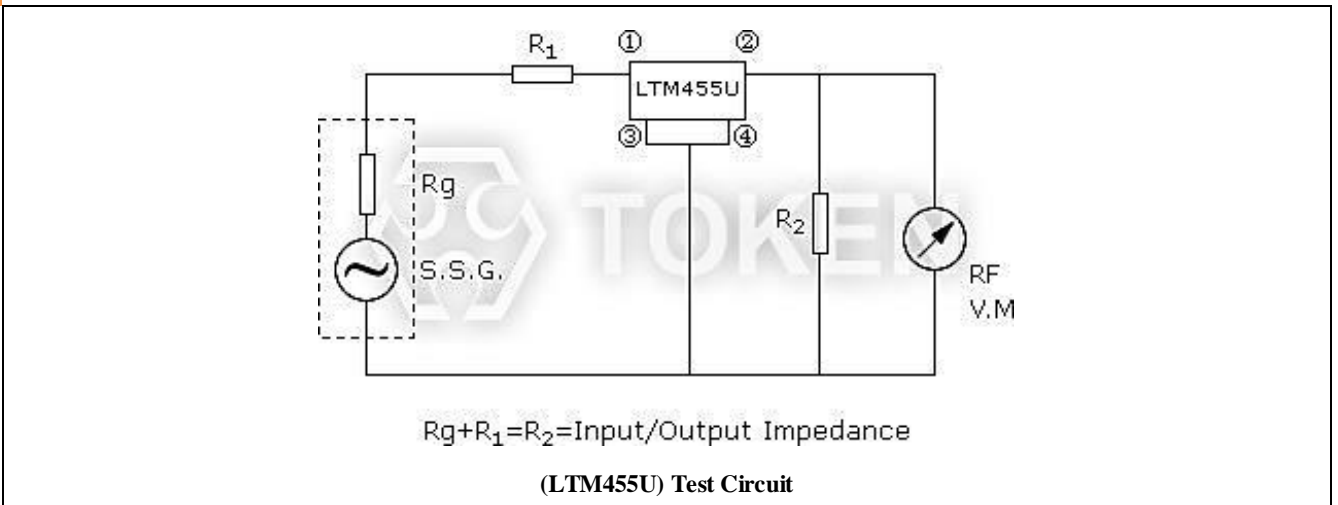 R1
①
②
LTM455U
③
④
Rg
TOKEN
R2
S.S.G.
RF
V.M
Rg+R1=R2=Input/Output Impedance
(LTM455U) Test Circuit